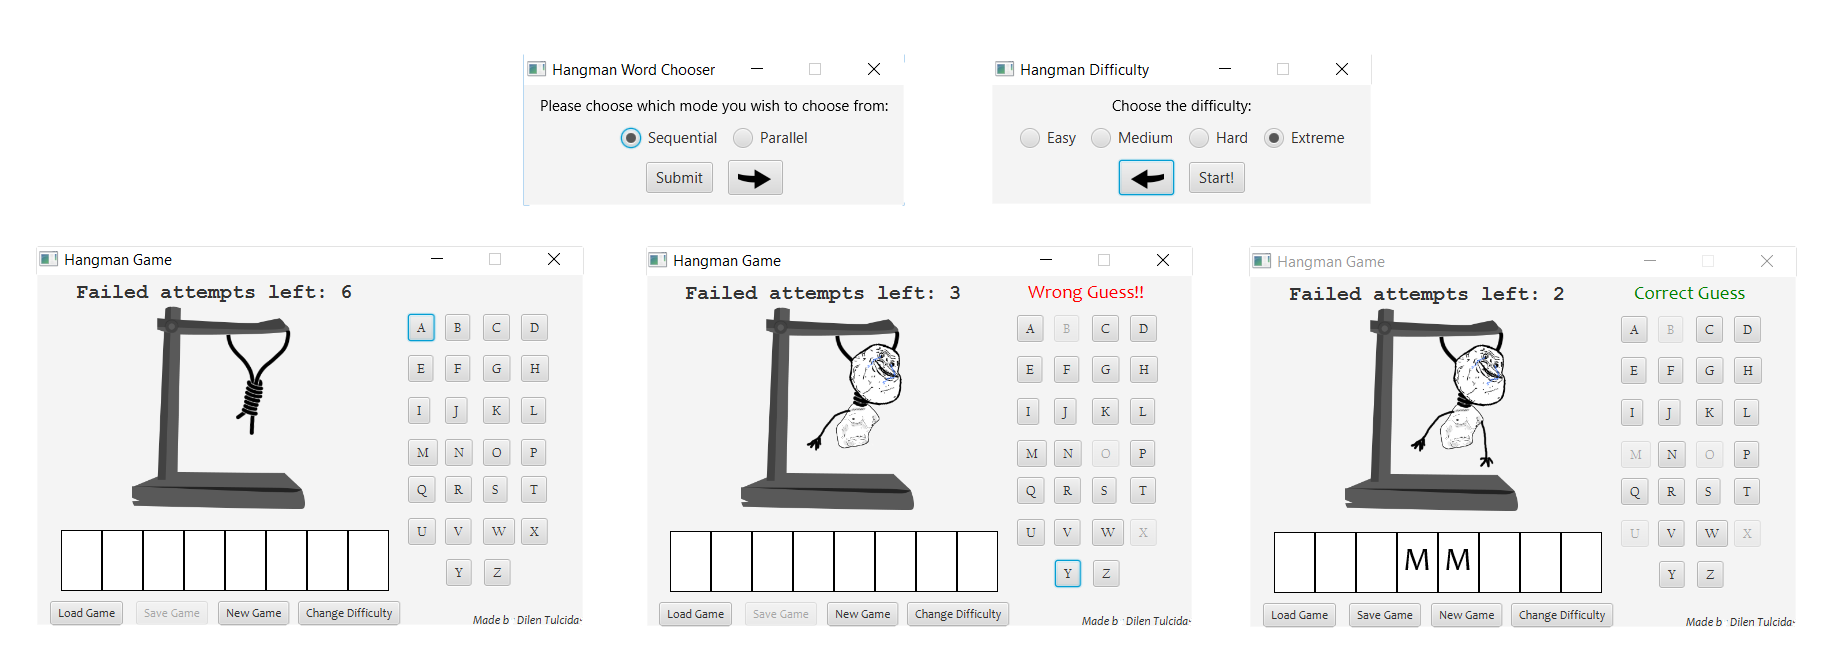 Hangman Word Chooser
Please choose which mode you wish to choose from:
Sequential Parallel
Submit
Hangman Difficulty
Choose the difficulty:
Easy Medium Hard Extreme
Start!
Hangman Game
Failed attempts left: 6
A B C D
E F G H
I J K L
M N O P
Q R S T
U V W X
Y Z
Load Game Save Game New Game Change Difficulty
Made b Dilen Tulcida
Hangman Game
Failed attempts left: 3
Wrong Guess!!
A B C D
E F G H
I J K L
M N O P
Q R S T
U V W X
Y Z
Load Game Save Game New Game Change Difficulty
Made b Dilen Tulcida
Hangman Game
Failed attempts left: 2
Correct Guess
A B C D
E F G H
I J K L
M N O P
Q R S T
U V W X
Y Z
M M
Load Game Save Game New Game Change Difficulty
Made b Dilen Tulcida